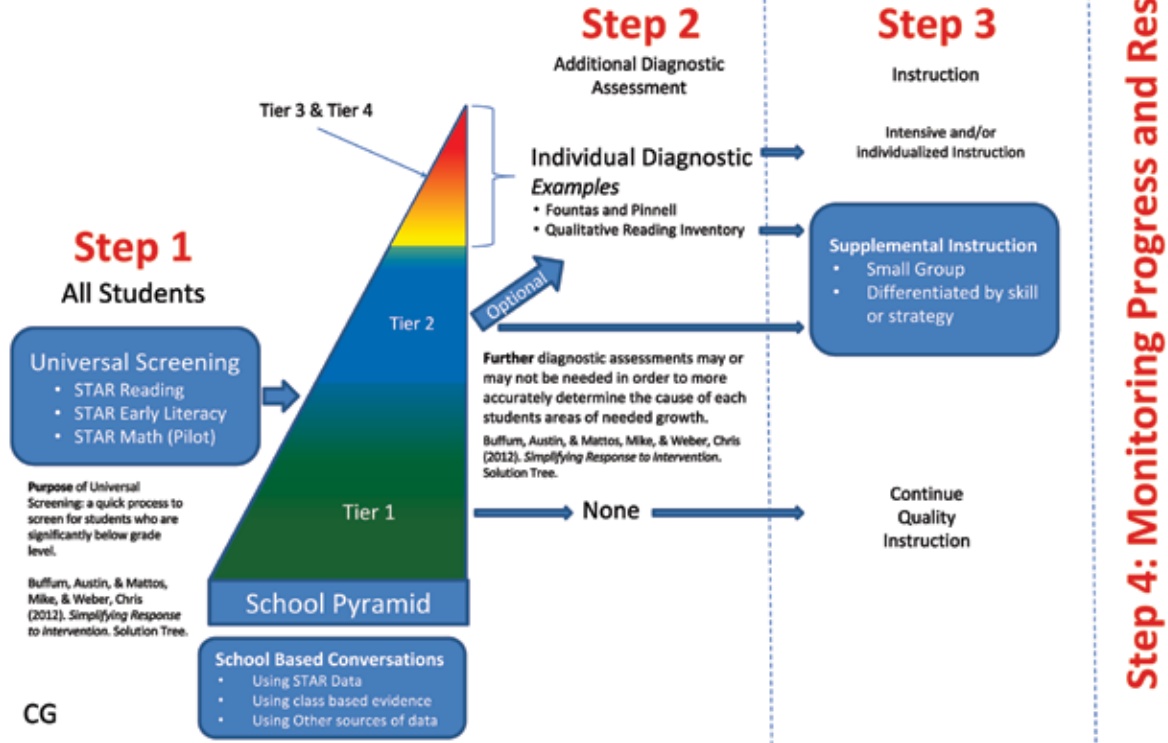 Step 1
All Students
Universal Screening
• STAR Reading
• STAR Early Literacy
• STAR Math (Pilot)
Purpose of Universal
Screening: a quick process to
screen for students who are
significantly below grade
level.
Buffum, Austin, & Mattos,
Mike, & Weber, Chris
(2012). Simplifying Response
to Intervention. Solution Tree.
CG
Tier 3 & Tier 4
Tier 2
Tier 1
School Pyramid
School Based Conversations
• Using STAR Data
• Using class based evidence
• Using Other sources of data
Step 2
Additional Diagnostic
Assessment
Individual Diagnostic
Examples
• Fountas and Pinnell
• Qualitative Reading Inventory
Optional
Further diagnostic assessments may or
may not be needed in order to more
accurately determine the cause of each
students areas of needed growth.
Buffum, Austin, & Mattos, Mike, & Weber, Chris
(2012). Simplifying Response to Intervention.
Solution Tree.
None
Step 3
Instruction
Intensive and/or
individualized Instruction
Supplemental Instruction
• Small Group
• Differentiated by skill
or strategy
Continue
Quality
Instruction
Step 4: Monitoring Progress and Res